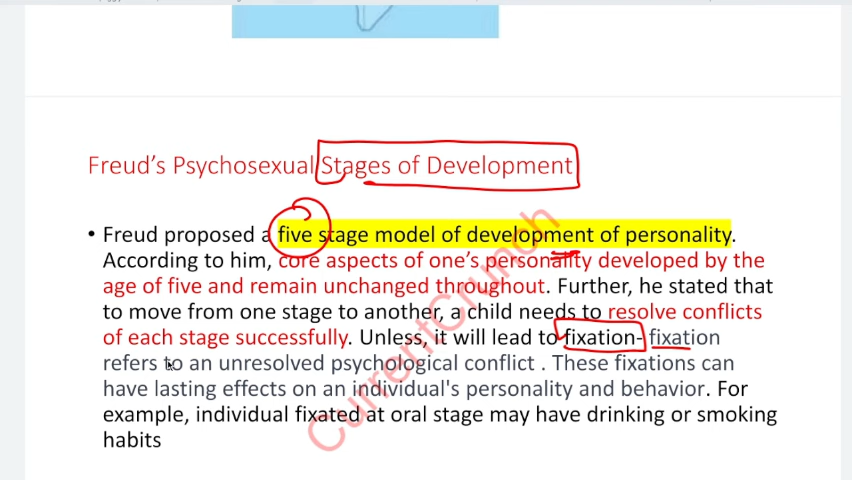 Freud's Psychosexual Stages of Development
• Freud proposed a five stage model of development of personality.
According to him, core aspects of one's personality developed by the
age of five and remain unchanged throughout. Further, he stated that
to move from one stage to another, a child needs to resolve conflicts
of each stage successfully. Unless, it will lead to fixation- fixation
refers to an unresolved psychological conflict . These fixations can
have lasting effects on an individual's personality and behavior. For
example, individual fixated at oral stage may have drinking or smoking
habits
CurrentCrunch